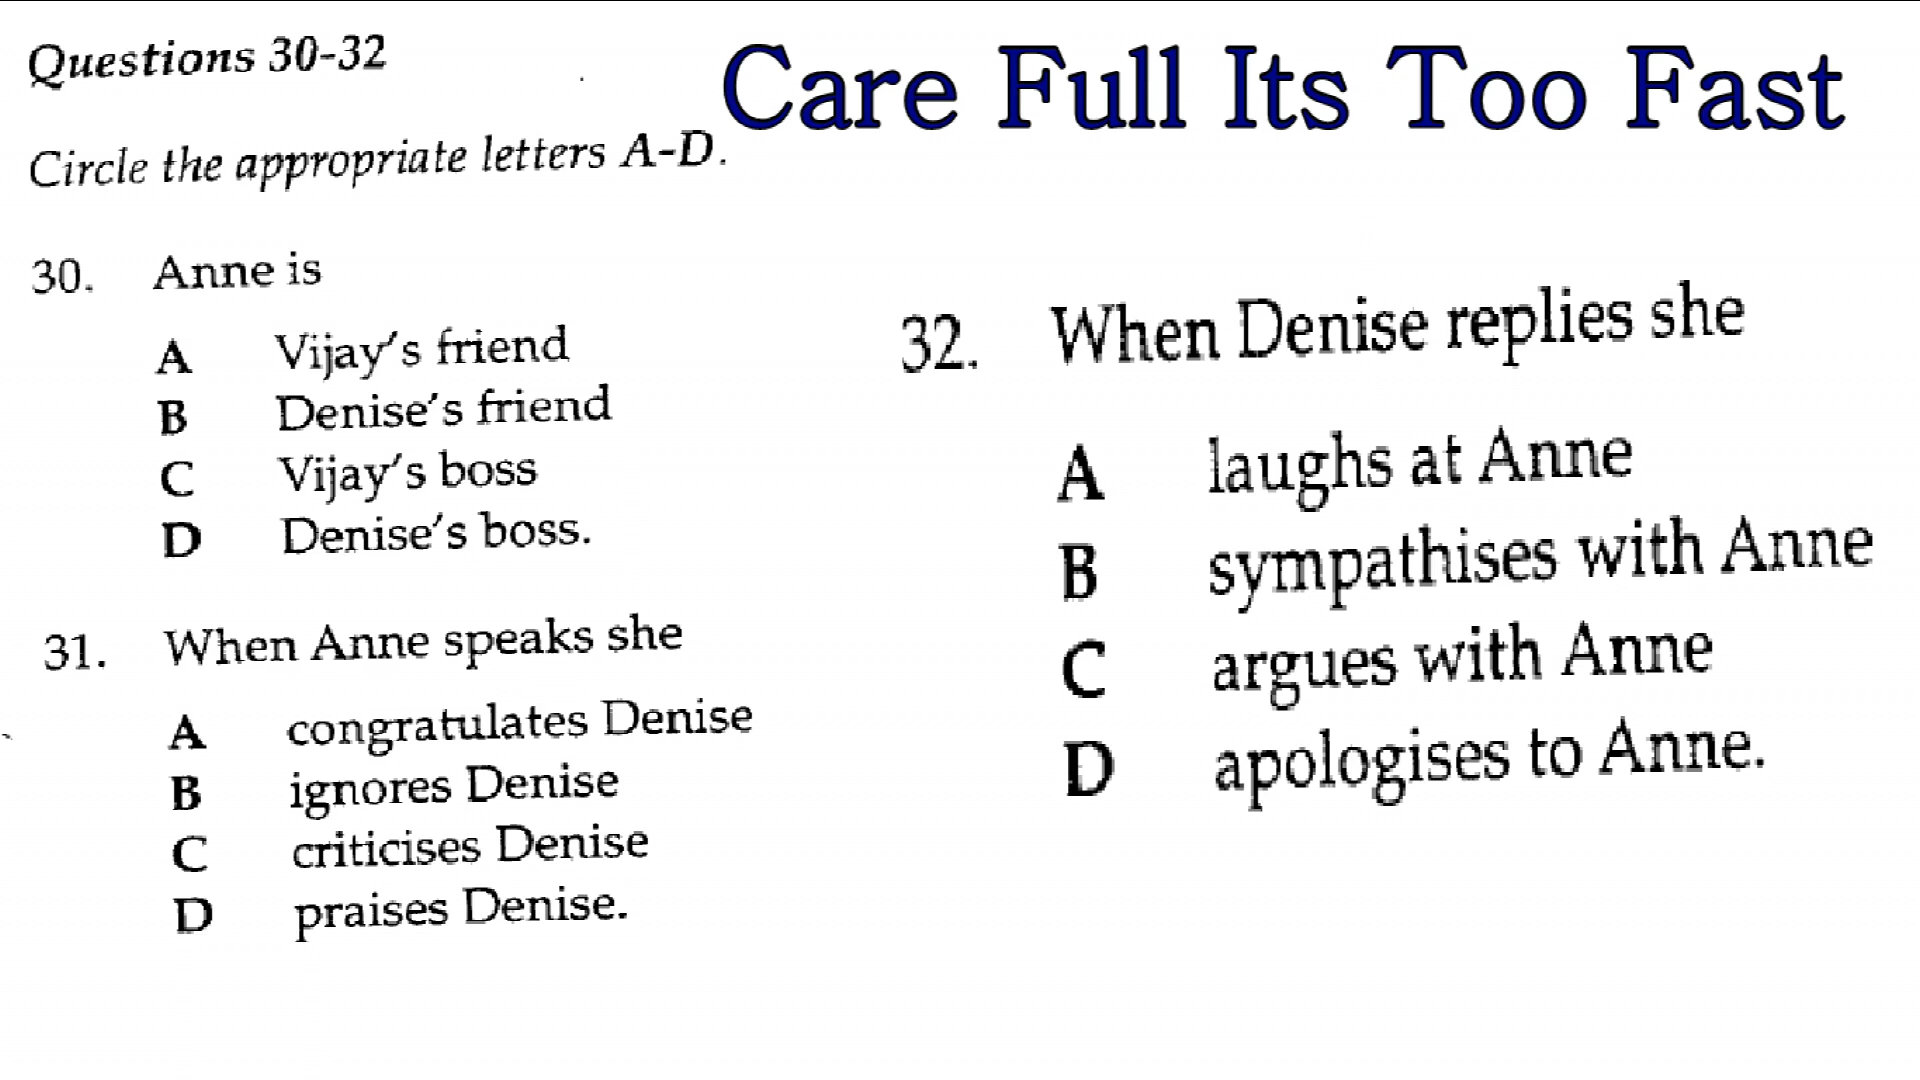 Questions 30-32
Care Full Its Too Fast
Circle the appropriate letters A-D.
30. Anne is
A Vijay's friend
B Denise's friend
C Vijay's boss
D Denise's boss.
31. When Anne speaks she
A congratulates Denise
B ignores Denise
C criticises Denise
D praises Denise.
32. When Denise replies she
A laughs at Anne
B sympathises with Anne
C argues with Anne
D apologises to Anne.